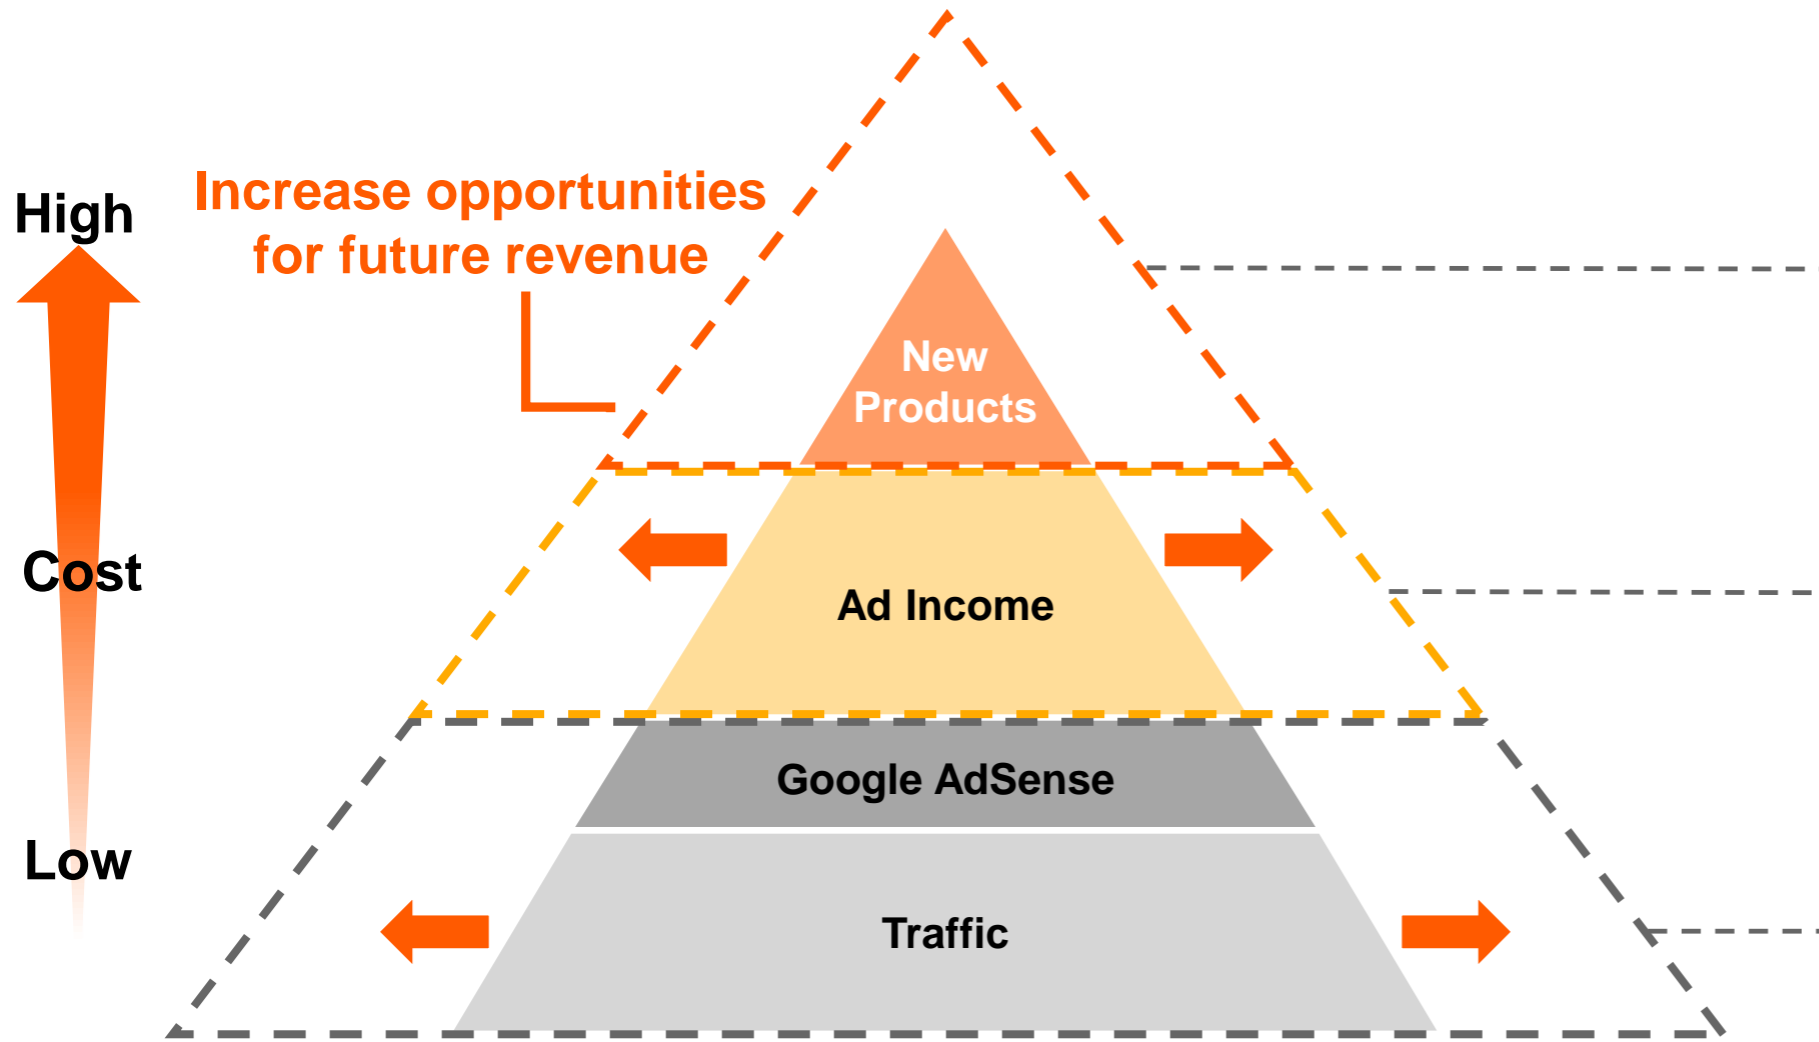 Increase opportunities
for future revenue
High
New
Products
Cost
Ad Income
Google AdSense
Low
Traffic